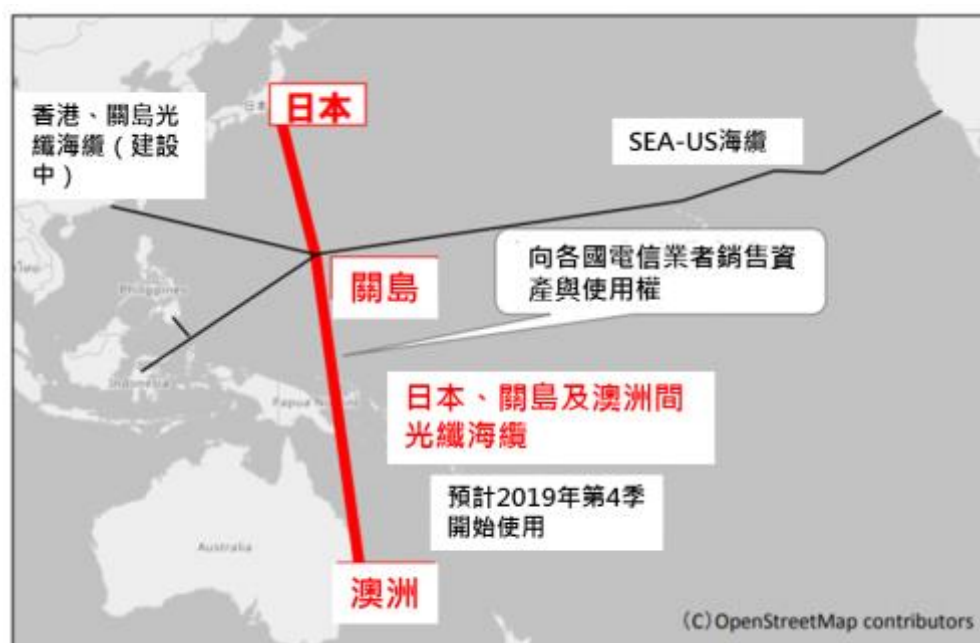 香港、關島光
纖海纜（建設
中）
日本
日本
SEA-US海纜
向各國電信業者銷售資
產與使用權
關島
Philippines
Indonesia
Papua N
日本、關島及澳洲間
光纖海纜
預計2019年第4季
開始使用
Australia
澳洲
(C)OpenStreetMap contributors